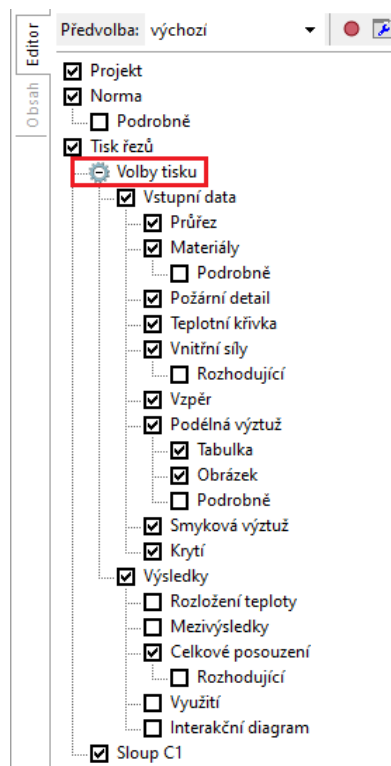 Editor
Obsah
Předvolba: výchozí
Projekt
Norma
Podrobně
Tisk řezů
Volby tisku
Vstupní data
Průřez
Materiály
Podrobně
Požární detail
Teplotní křivka
Vnitřní síly
Rozhodující
Vzpěr
Podélná výztuž
Tabulka
Obrázek
Podrobně
Smyková výztuž
Krytí
Výsledky
Rozložení teploty
Mezivýsledky
Celkové posouzení
Rozhodující
Využití
Interakční diagram
Sloup C1